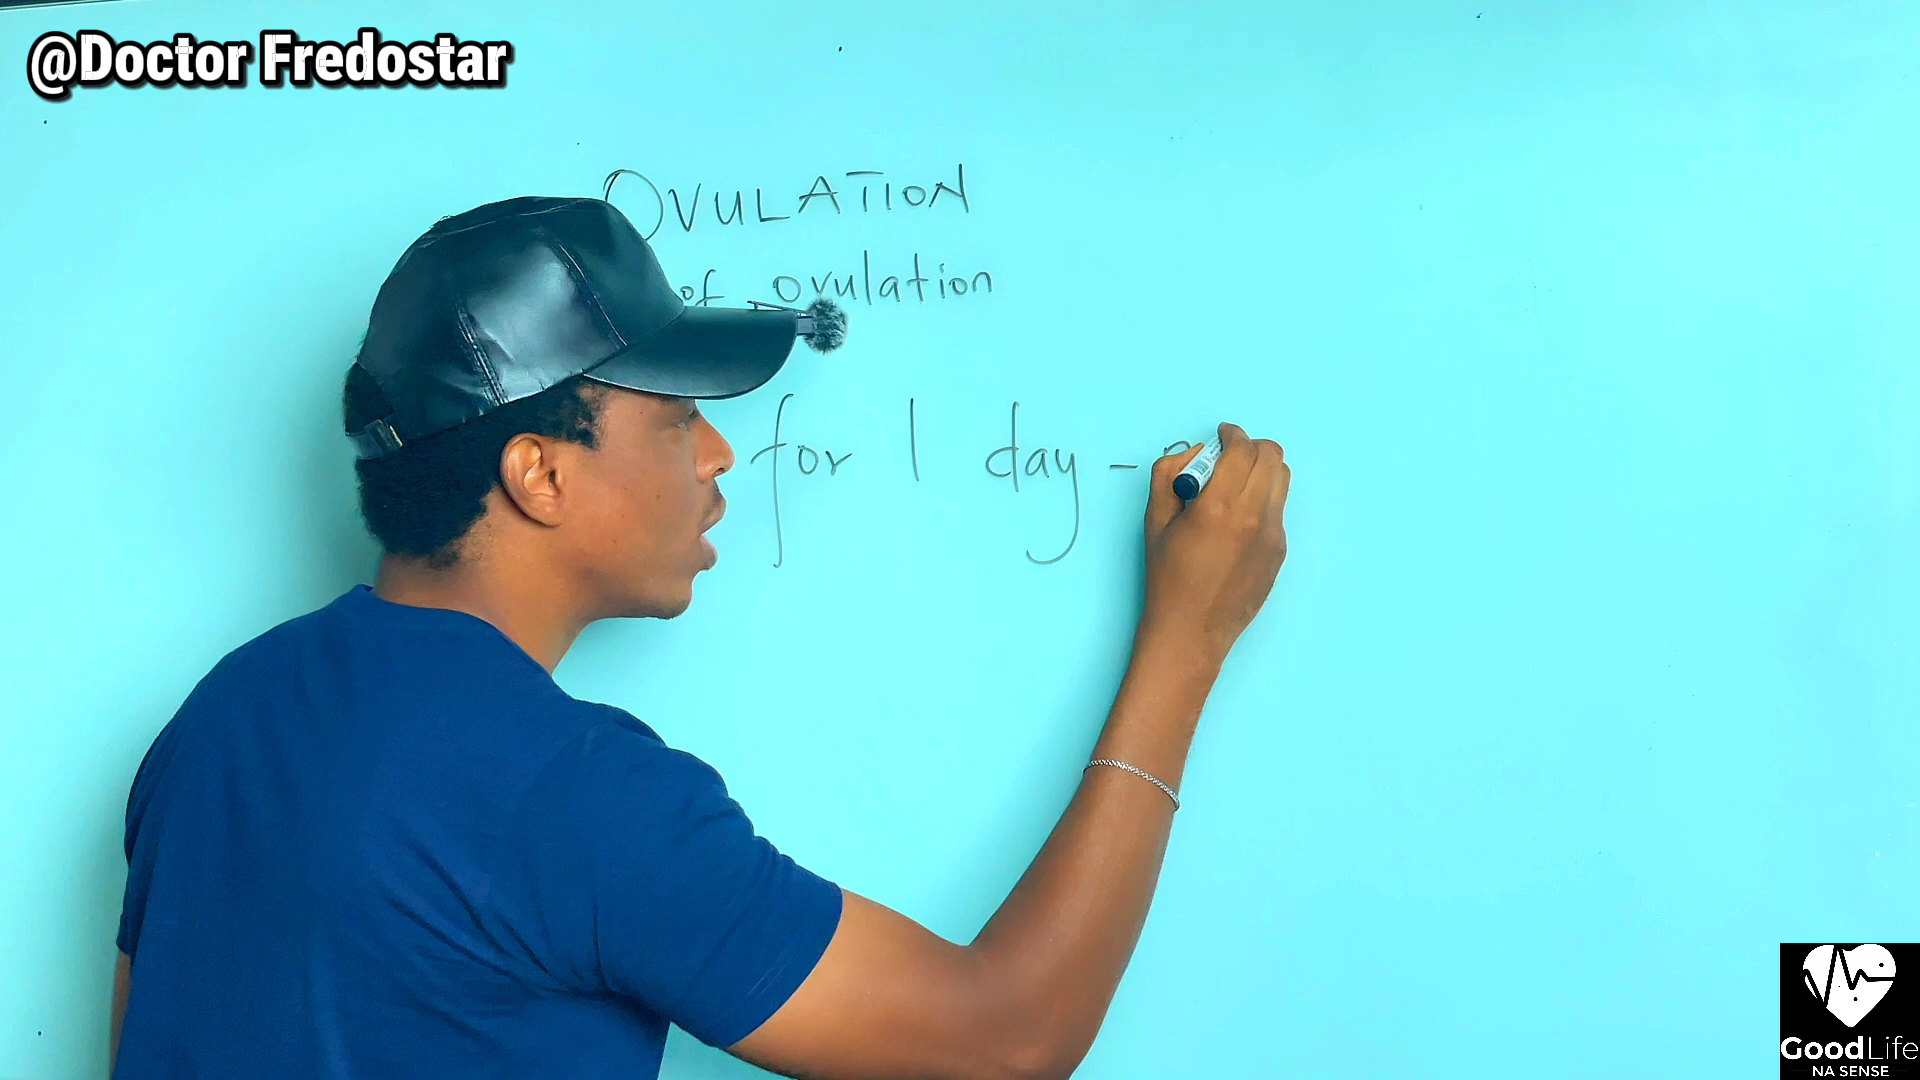 @Doctor Fredostar
OVULATION
of ovulation
for 1 day -
GoodLife
NA SENSE